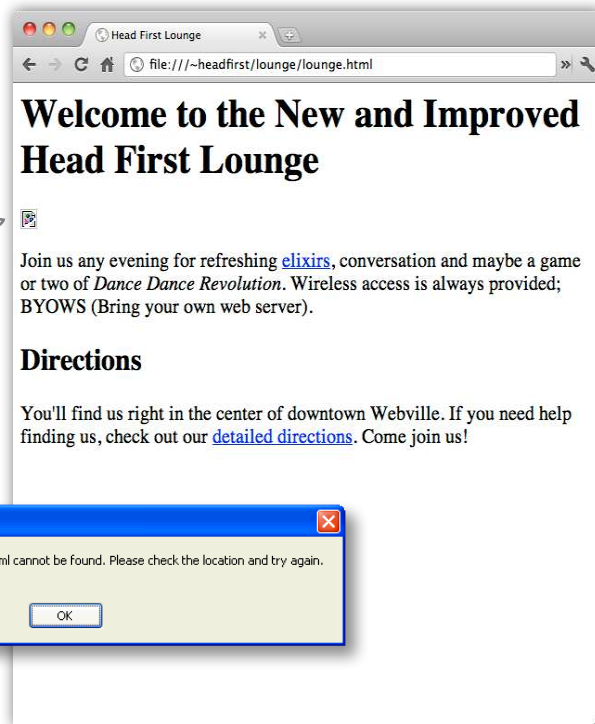 Head First Lounge
file:///~headfirst/lounge/lounge.html
Welcome to the New and Improved
Head First Lounge
Join us any evening for refreshing elixirs, conversation and maybe a game
or two of Dance Dance Revolution. Wireless access is always provided;
BYOWS (Bring your own web server).
Directions
You'll find us right in the center of downtown Webville. If you need help
finding us, check out our detailed directions. Come join us!
ml cannot be found. Please check the location and try again.
OK